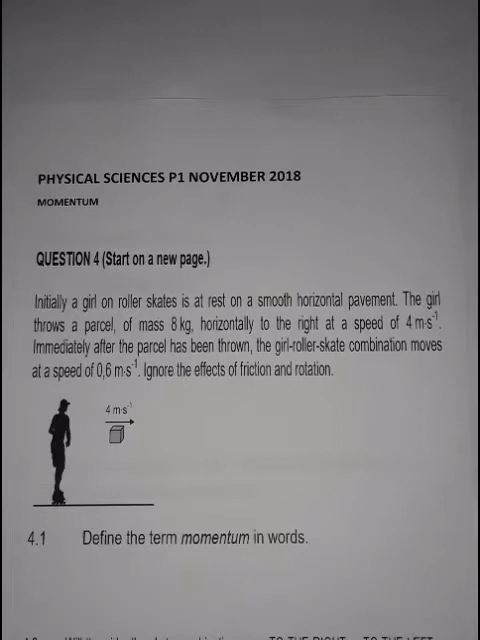 PHYSICAL SCIENCES P1 NOVEMBER 2018
MOMENTUM
QUESTION 4 (Start on a new page.)
Initially a girl on roller skates is at rest on a smooth horizontal pavement. The girl
throws a parcel, of mass 8 kg, horizontally to the right at a speed of 4 m·s⁻¹.
Immediately after the parcel has been thrown, the girl-roller-skate combination moves
at a speed of 0,6 m·s⁻¹. Ignore the effects of friction and rotation.
4 m·s⁻¹
4.1 Define the term momentum in words.